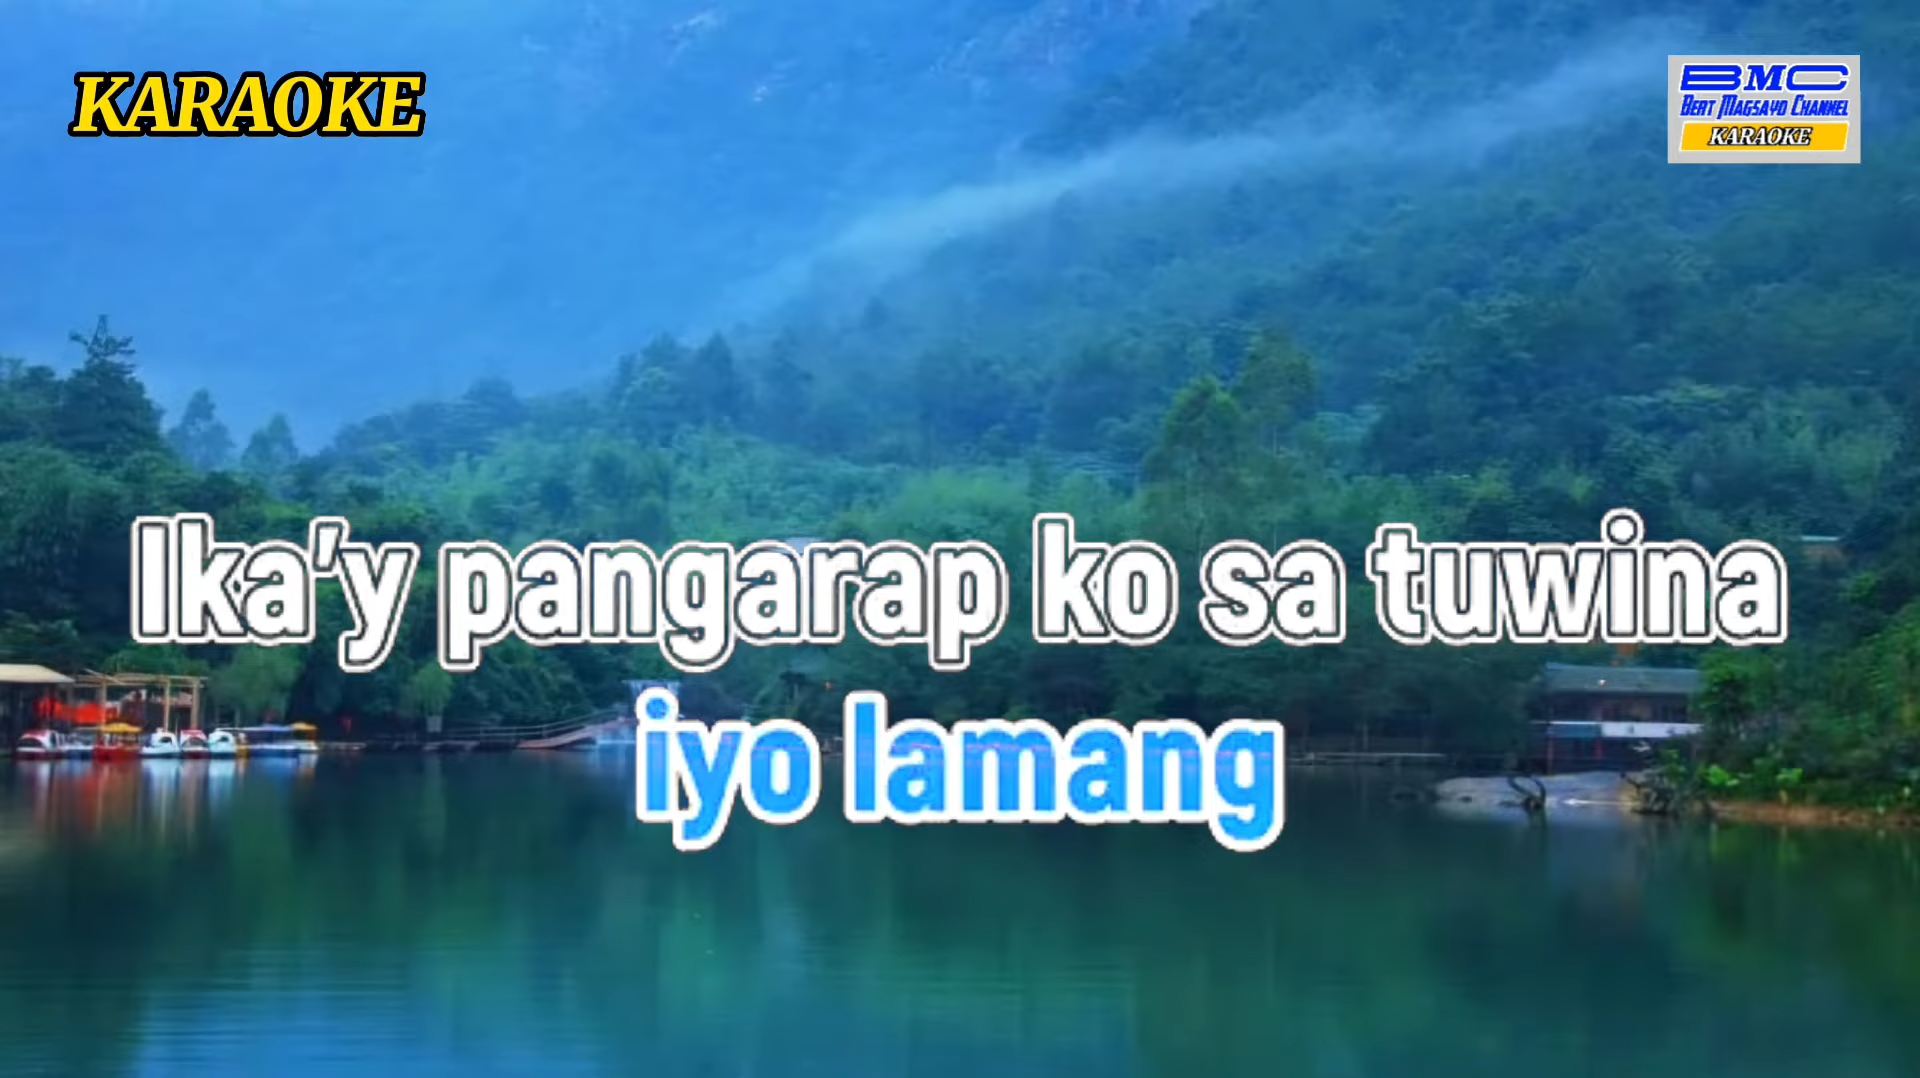 KARAOKE
BMC
BERT MAGSAYO CHANNEL
KARAOKE
Ika'y pangarap ko sa tuwina
iyo lamang